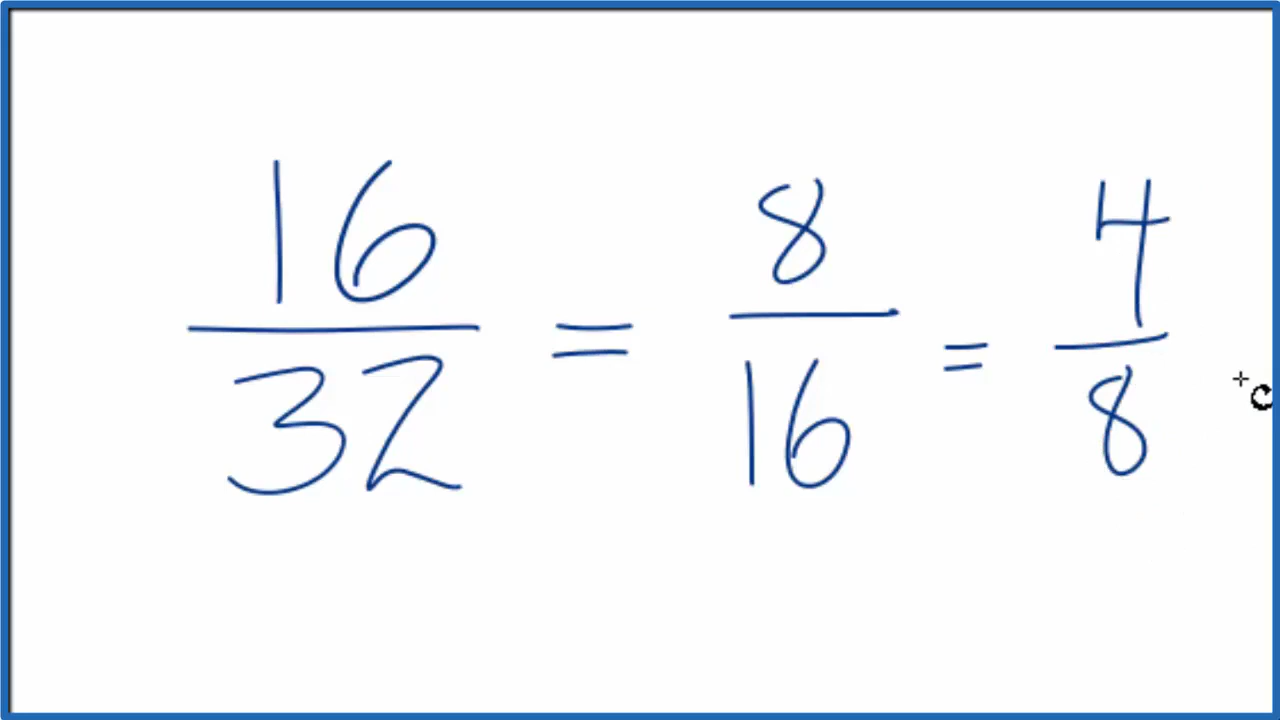 16/32 = 8/16 = 4/8